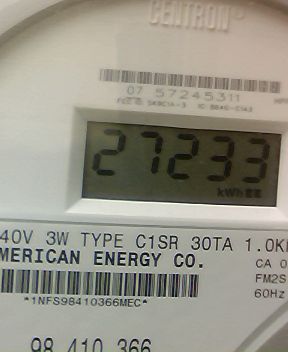 CENTRON®
07 57245311
27233
kWh
40V 3W TYPE C1SR 30TA 1.0K
MERICAN ENERGY CO.
CA 0
FM2S
60Hz
*1NFS98410366MEC*
98 410 366